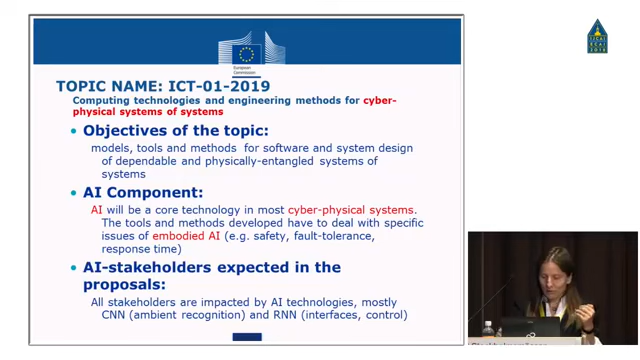 European
Commission
TOPIC NAME: ICT-01-2019
Computing technologies and engineering methods for cyber-
physical systems of systems
• Objectives of the topic:
models, tools and methods for software and system design
of dependable and physically-entangled systems of
systems
• AI Component:
AI will be a core technology in most cyber-physical systems.
The tools and methods developed have to deal with specific
issues of embodied AI (e.g. safety, fault-tolerance,
response time)
• AI-stakeholders expected in the
proposals:
All stakeholders are impacted by AI technologies, mostly
CNN (ambient recognition) and RNN (interfaces, control)